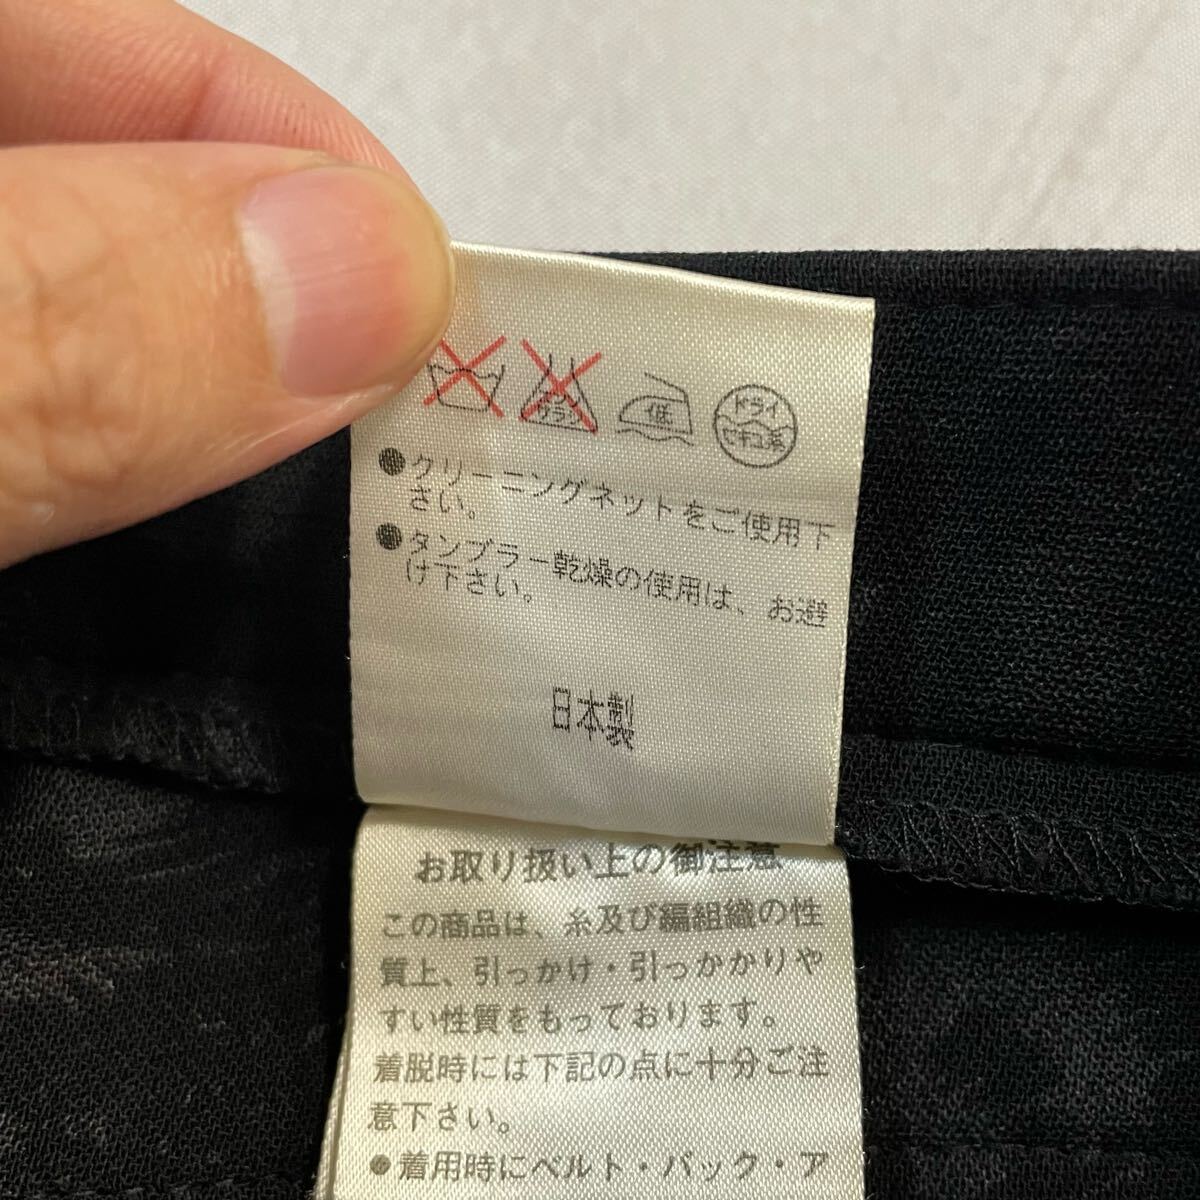 エンソ
サラシ
低
ドライ
セキユ系
●クリーニングネットをご使用下
さい。
●タンブラー乾燥の使用は、お避
け下さい。
日本製
お取り扱い上の御注意
この商品は、糸及び編組織の性
質上、引っかけ・引っかかりや
すい性質をもっております。
着脱時には下記の点に十分ご注
意下さい。
●着用時にベルト・バック・ア